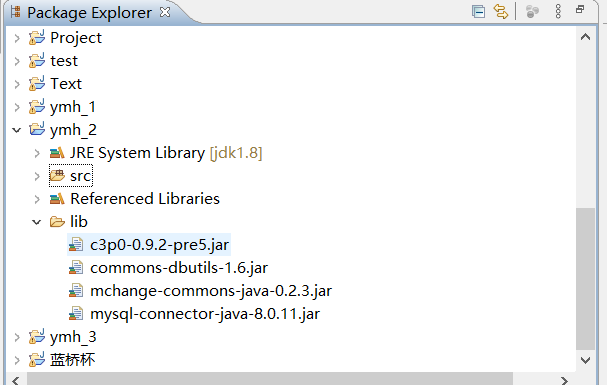 Package Explorer
Project
test
Text
ymh_1
ymh_2
JRE System Library [jdk1.8]
src
Referenced Libraries
lib
c3p0-0.9.2-pre5.jar
commons-dbutils-1.6.jar
mchange-commons-java-0.2.3.jar
mysql-connector-java-8.0.11.jar
ymh_3
蓝桥杯